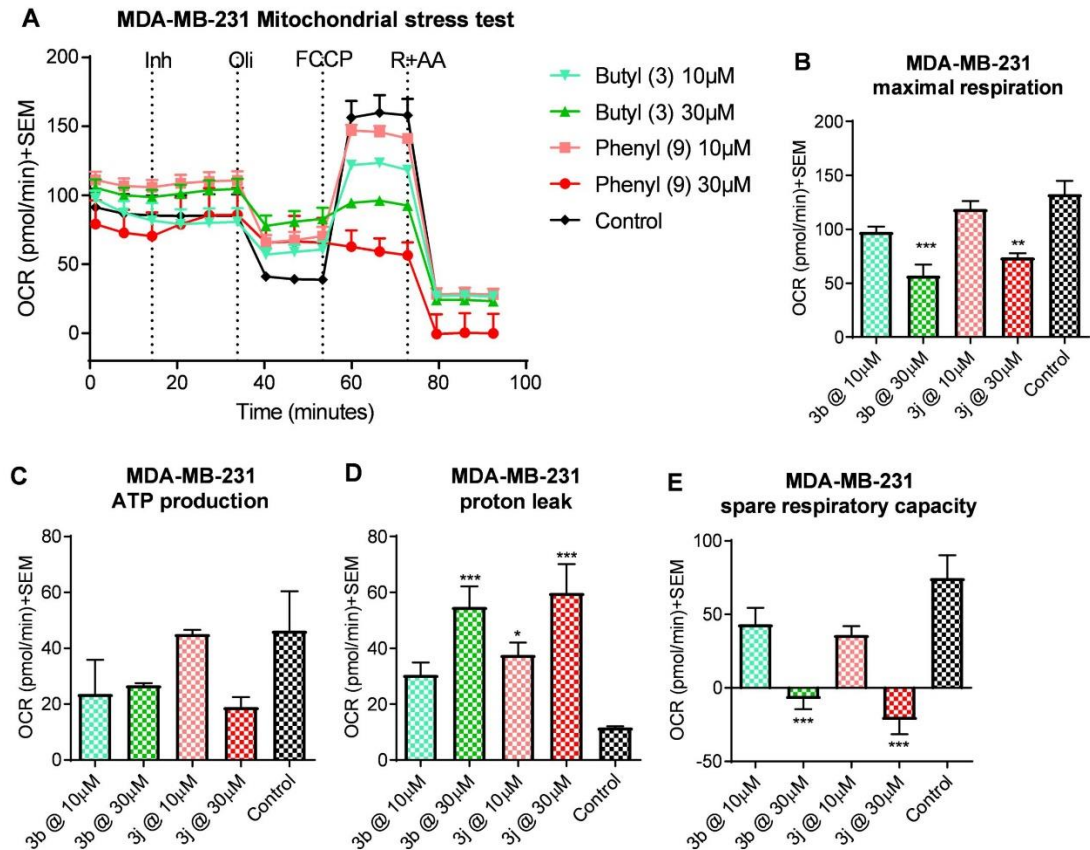 A
MDA-MB-231 Mitochondrial stress test
OCR (pmol/min)+SEM
200
150
100
50
0
Inh
Oli
FCCP
R+AA
0
20
40
60
80
100
Time (minutes)
Butyl (3) 10µM
Butyl (3) 30µM
Phenyl (9) 10µM
Phenyl (9) 30µM
Control
B
MDA-MB-231
maximal respiration
OCR (pmol/min)+SEM
150
100
50
0
***
**
3b @ 10µM
3b @ 30µM
3j @ 10µM
3j @ 30µM
Control
C
MDA-MB-231
ATP production
OCR (pmol/min)+SEM
80
60
40
20
0
3b @ 10µM
3b @ 30µM
3j @ 10µM
3j @ 30µM
Control
D
MDA-MB-231
proton leak
OCR (pmol/min)+SEM
80
60
40
20
0
***
*
***
3b @ 10µM
3b @ 30µM
3j @ 10µM
3j @ 30µM
Control
E
MDA-MB-231
spare respiratory capacity
OCR (pmol/min)+SEM
100
50
0
-50
***
***
3b @ 10µM
3b @ 30µM
3j @ 10µM
3j @ 30µM
Control